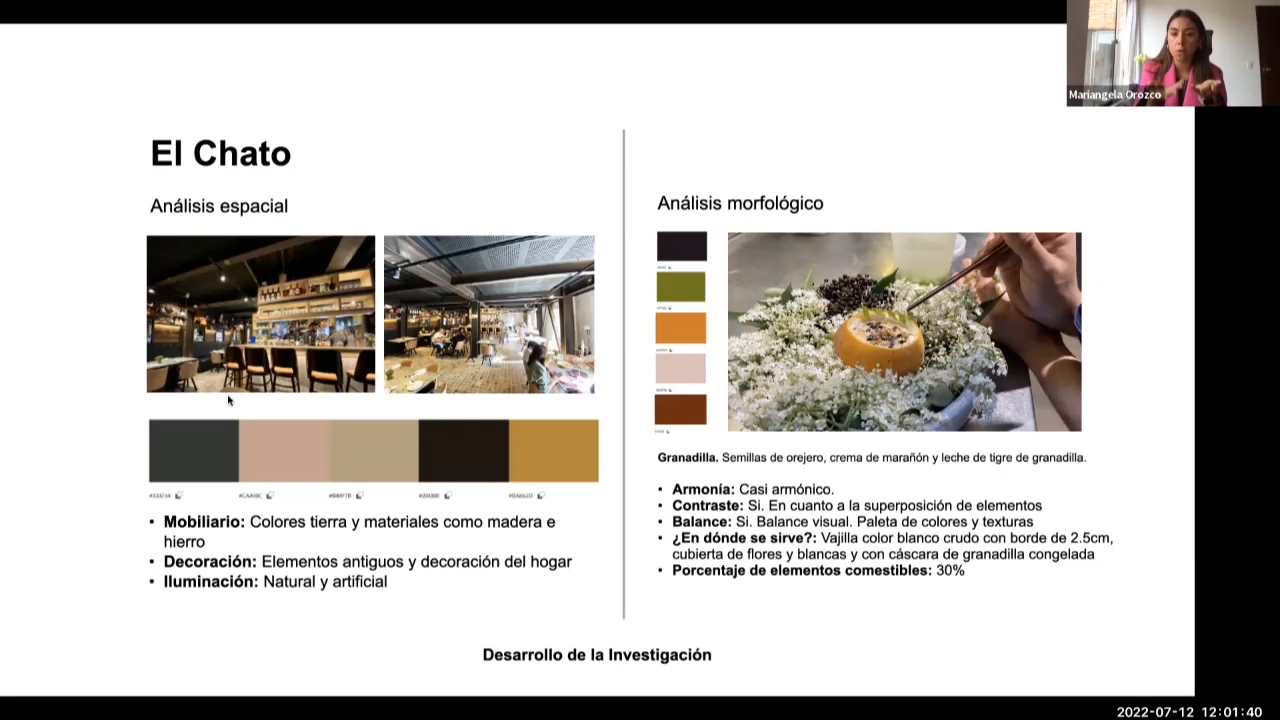 Mariangela Orozco
El Chato
Análisis espacial
#333734
#CAA08C
#20180E
Mobiliario: Colores tierra y materiales como madera e
hierro
Decoración: Elementos antiguos y decoración del hogar
Iluminación: Natural y artificial
Análisis morfológico
Granadilla. Semillas de orejero, crema de marañón y leche de tigre de granadilla.
Armonía: Casi armónico.
Contraste: Si. En cuanto a la superposición de elementos
Balance: Si. Balance visual. Paleta de colores y texturas
¿En dónde se sirve?: Vajilla color blanco crudo con borde de 2.5cm,
cubierta de flores y blancas y con cáscara de granadilla congelada
Porcentaje de elementos comestibles: 30%
Desarrollo de la Investigación
2022-07-12 12:01:40